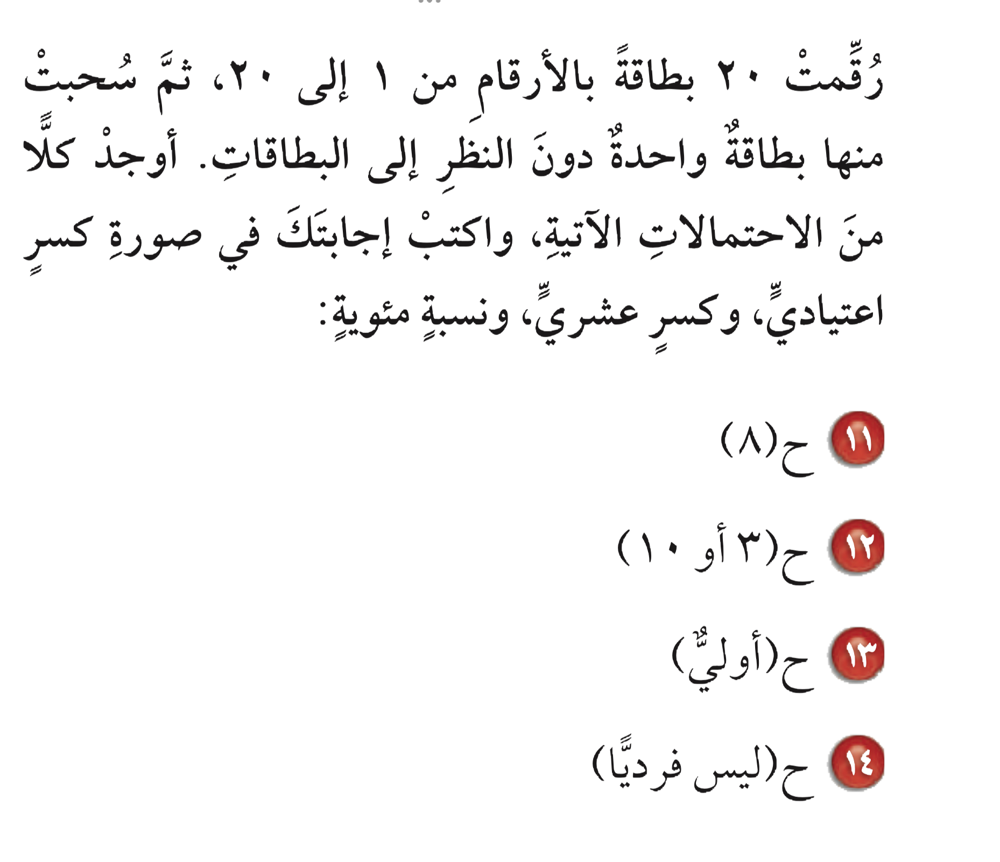 رُقِّمتْ ٢٠ بطاقةً بالأرقامِ من ١ إلى ٢٠، ثمَّ سُحبتْ
منها بطاقةٌ واحدةٌ دونَ النظرِ إلى البطاقاتِ. أوجدْ كلًّا
منَ الاحتمالاتِ الآتيةِ، واكتبْ إجابتَكَ في صورةِ كسرٍ
اعتياديٍّ، وكسرٍ عشريٍّ، ونسبةٍ مئويةٍ:
١١ ح(٨)
١٢ ح(٣ أو ١٠)
١٣ ح(أوليٌّ)
١٤ ح(ليس فرديًّا)